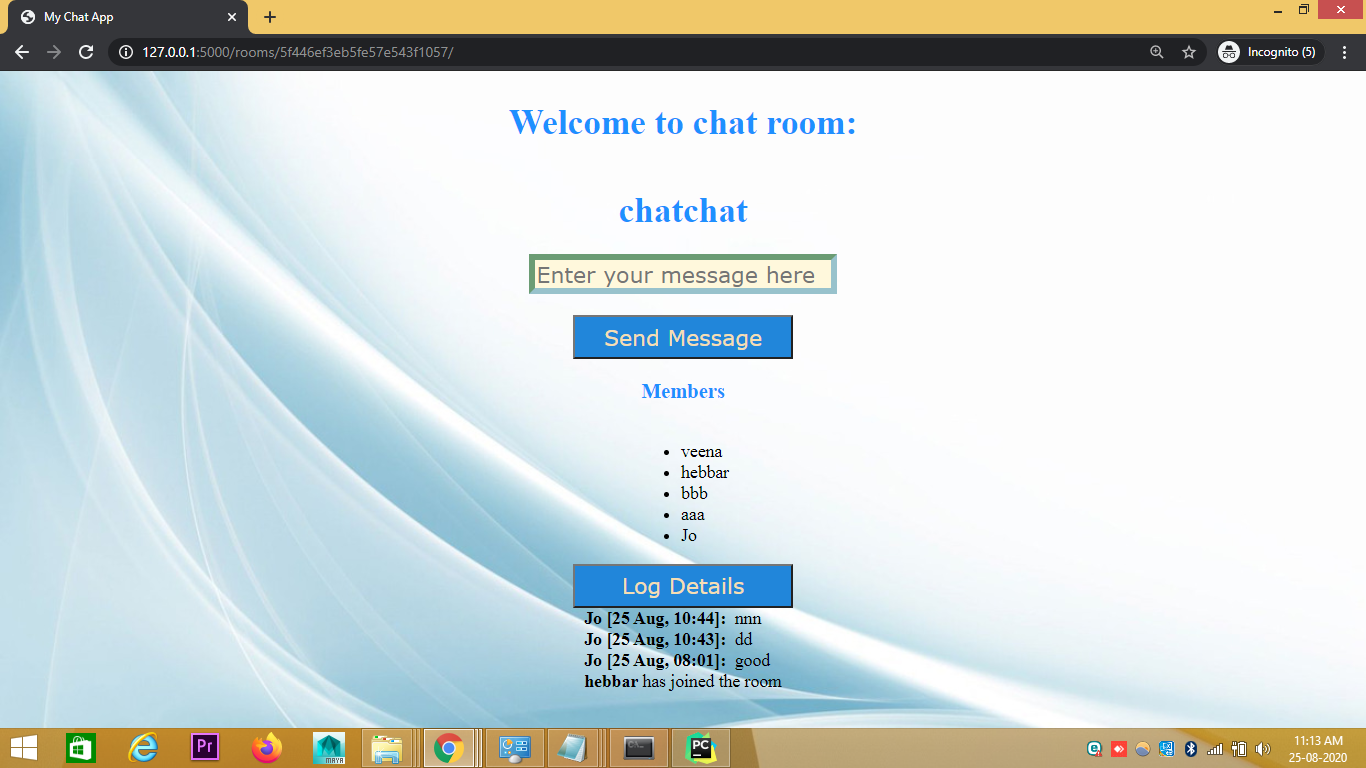 My Chat App
127.0.0.1:5000/rooms/5f446ef3eb5fe57e543f1057/
Incognito (5)
Welcome to chat room:
chatchat
Enter your message here
Send Message
Members
veena
hebbar
bbb
aaa
Jo
Log Details
Jo [25 Aug, 10:44]: nnn
Jo [25 Aug, 10:43]: dd
Jo [25 Aug, 08:01]: good
hebbar has joined the room
Pr
MAYA
PC
11:13 AM
25-08-2020